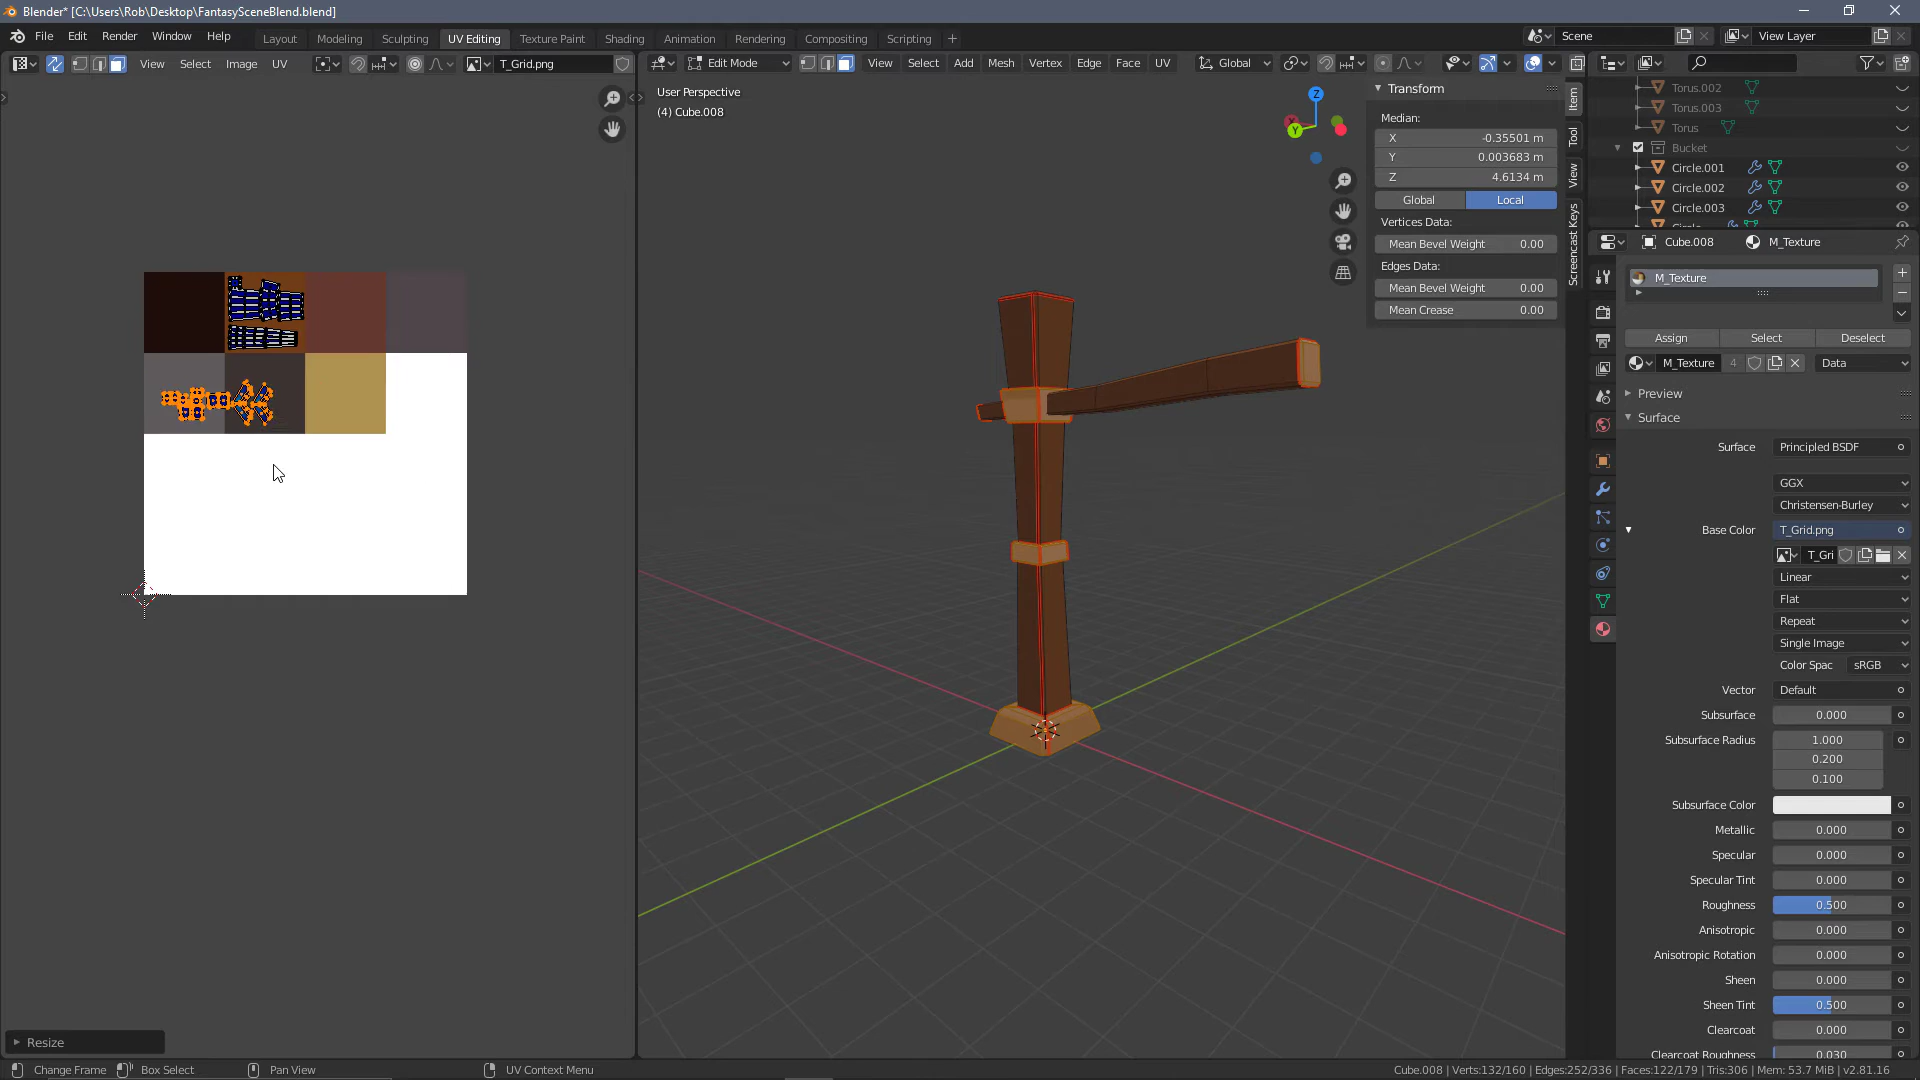 Blender* [C:\Users\Rob\Desktop\FantasySceneBlend.blend]
File Edit Render Window Help
Layout Modeling Sculpting UV Editing Texture Paint Shading Animation Rendering Compositing Scripting +
Scene
View Layer
View Select Image UV
T_Grid.png
Edit Mode
View Select Add Mesh Vertex Edge Face UV
Global
User Perspective
(4) Cube.008
Z
Y
Transform
Median:
X -0.35501 m
Y 0.003683 m
Z 4.6134 m
Global Local
Vertices Data:
Mean Bevel Weight 0.00
Edges Data:
Mean Bevel Weight 0.00
Mean Crease 0.00
Item
Tool
View
Screencast Keys
Torus.002
Torus.003
Torus
Bucket
Circle.001
Circle.002
Circle.003
Cube.008 M_Texture
M_Texture
Assign Select Deselect
M_Texture 4 Data
Preview
Surface
Surface Principled BSDF
GGX
Christensen-Burley
Base Color T_Grid.png
T_Gri
Linear
Flat
Repeat
Single Image
Color Spac sRGB
Vector Default
Subsurface 0.000
Subsurface Radius 1.000
0.200
0.100
Subsurface Color
Metallic 0.000
Specular 0.000
Specular Tint 0.000
Roughness 0.500
Anisotropic 0.000
Anisotropic Rotation 0.000
Sheen 0.000
Sheen Tint 0.500
Clearcoat 0.000
Clearcoat Roughness 0.030
Resize
Change Frame Box Select Pan View UV Context Menu
Cube.008 | Verts:132/160 | Edges:252/336 | Faces:122/179 | Tris:306 | Mem: 53.7 MiB | v2.81.16